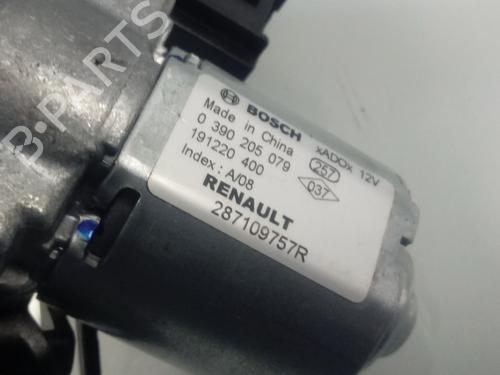 BOSCH
Made in China xADOx 12V
0 390 205 079 257
191220 400 037
Index : A/08
RENAULT
287109757R
B-PARTS